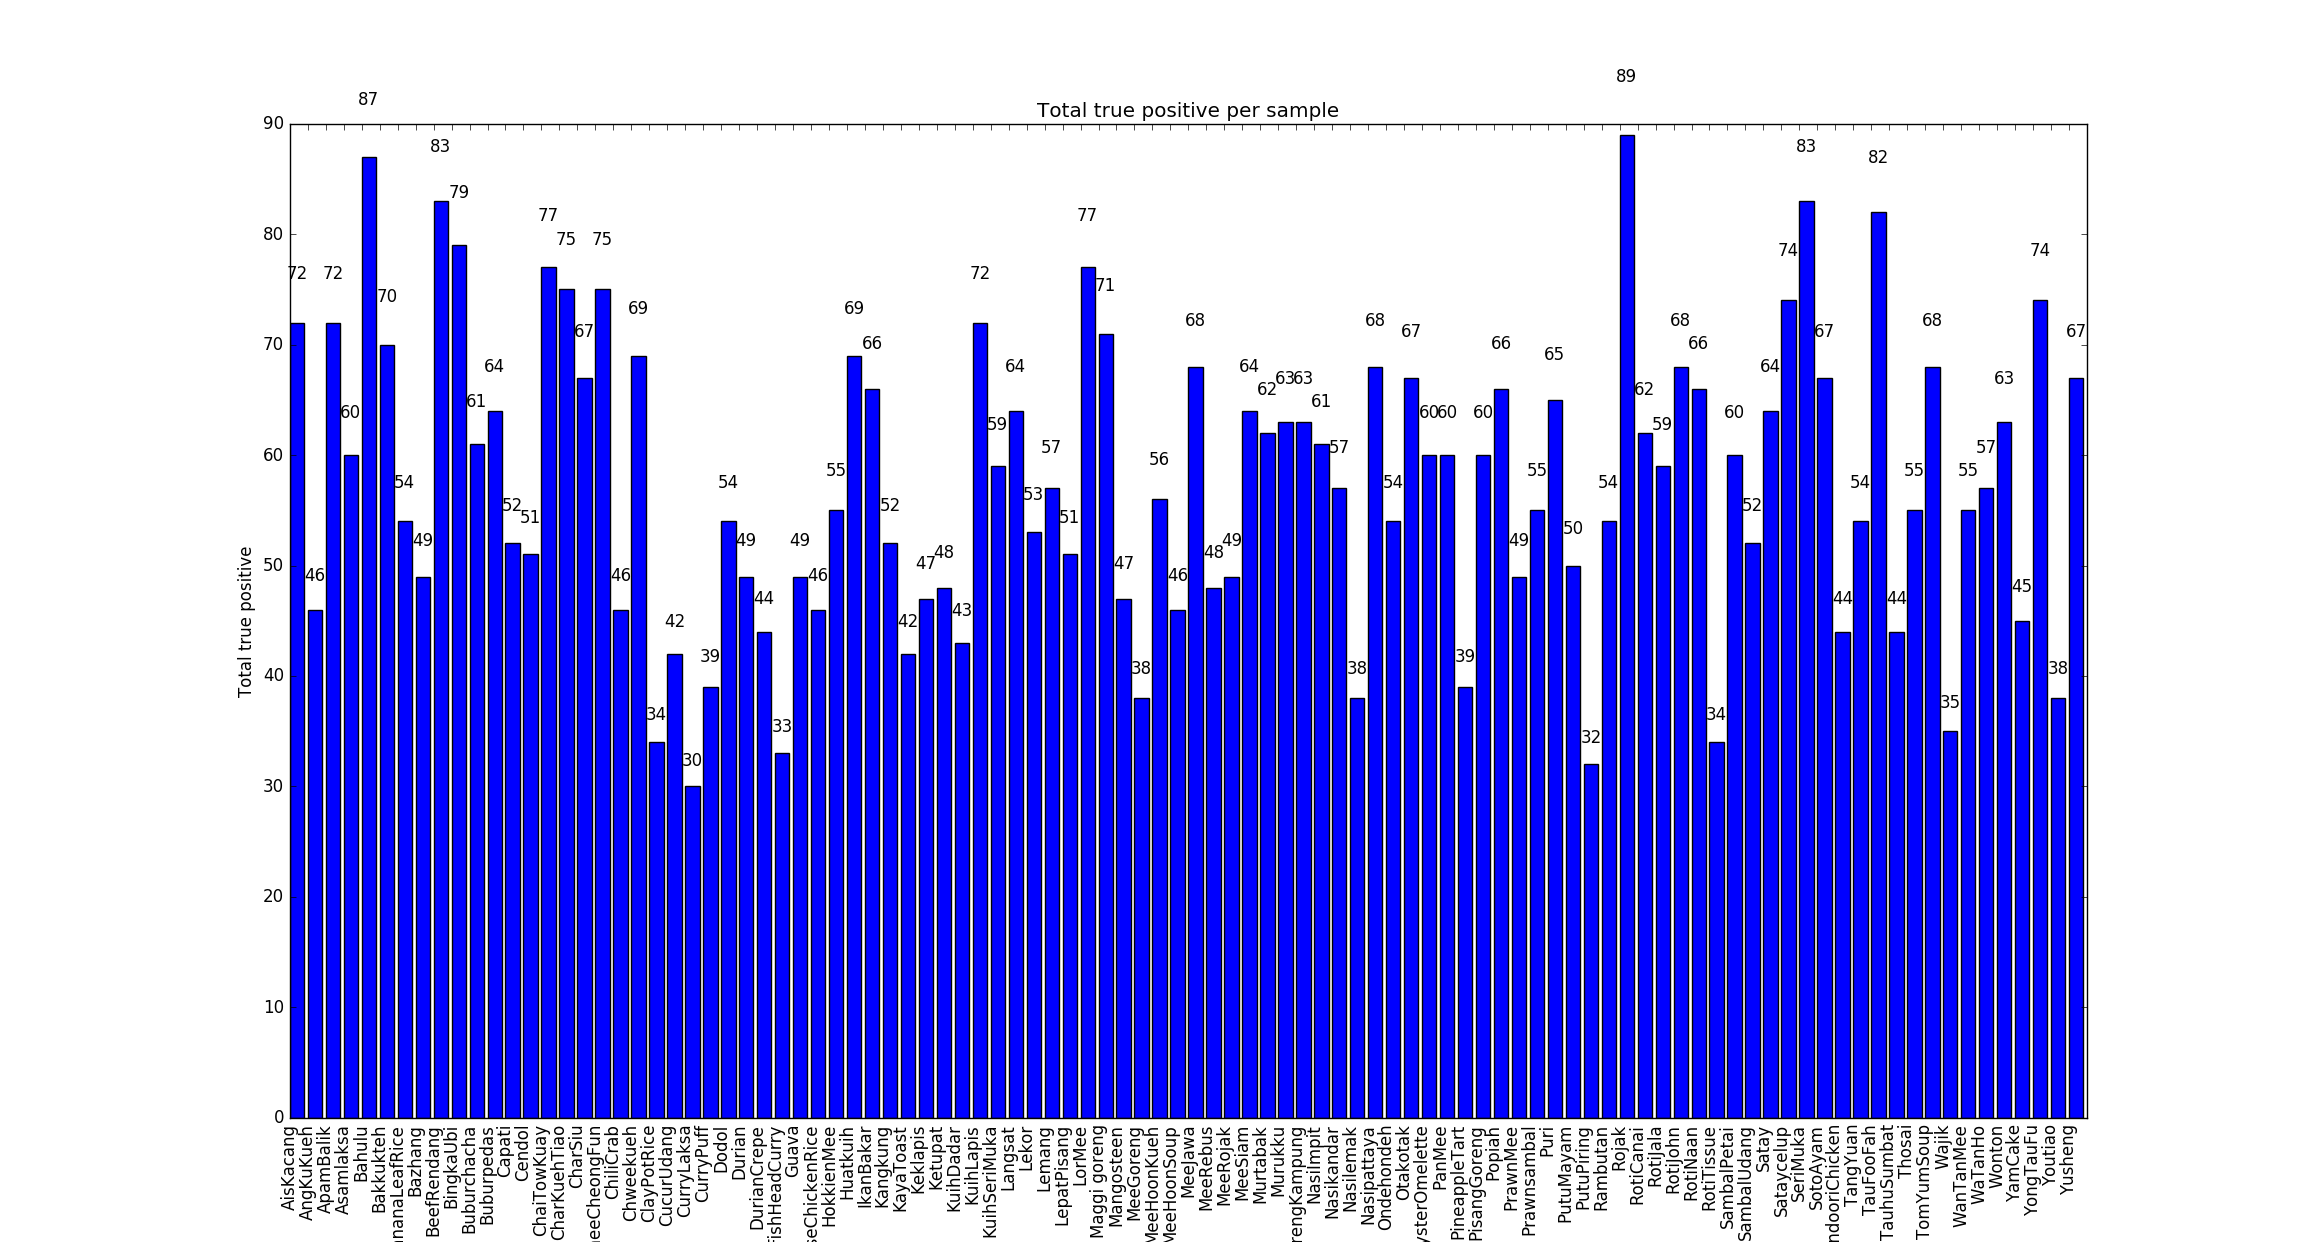 Total true positive per sample
Total true positive
90
80
70
60
50
40
30
20
10
0
72
46
72
60
87
70
54
49
83
79
61
64
52
51
77
75
67
75
46
69
34
42
30
39
54
49
44
33
49
46
55
69
66
52
42
47
48
43
72
59
64
53
57
51
77
71
47
38
56
46
68
48
49
64
62
63
63
61
57
38
68
54
67
60
60
39
60
66
49
55
65
50
32
54
89
62
59
68
66
34
60
52
64
74
83
67
44
54
82
44
55
68
35
55
57
63
45
74
38
67
AisKacang
AngKuKueh
ApamBalik
Asamlaksa
Bahulu
Bakkukteh
nanaLeafRice
Bazhang
BeefRendang
BingkaUbi
Buburchacha
Buburpedas
Capati
Cendol
ChaiTowKuay
CharKuehTiao
CharSiu
eeCheongFun
ChiliCrab
Chweekueh
ClayPotRice
CucurUdang
CurryLaksa
CurryPuff
Dodol
Durian
DurianCrepe
FishHeadCurry
Guava
seChickenRice
HokkienMee
Huatkuih
IkanBakar
Kangkung
KayaToast
Keklapis
Ketupat
KuihDadar
KuihLapis
KuihSeriMuka
Langsat
Lekor
Lemang
LepatPisang
LorMee
Maggi goreng
Mangosteen
MeeGoreng
MeeHoonKueh
MeeHoonSoup
MeeJawa
MeeRebus
MeeRojak
MeeSiam
Murtabak
Murukku
rengKampung
NasiImpit
Nasikandar
Nasilemak
Nasipattaya
Ondehondeh
Otakotak
ysterOmelette
PanMee
PineappleTart
PisangGoreng
Popiah
PrawnMee
Prawnsambal
Puri
PutuMayam
PutuPiring
Rambutan
Rojak
RotiCanai
RotiJala
RotiJohn
RotiNaan
RotiTissue
SambalPetai
SambalUdang
Satay
Sataycelup
SeriMuka
SotoAyam
ndooriChicken
TangYuan
TauFooFah
TauhuSumbat
Thosai
TomYumSoup
Wajik
WanTanMee
WaTanHo
Wonton
YamCake
YongTauFu
Youtiao
Yusheng